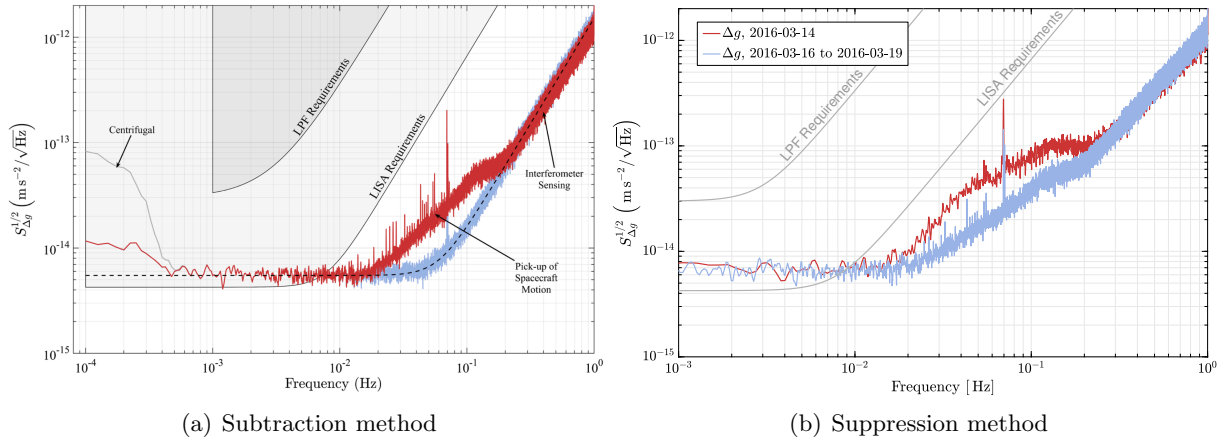 10⁻¹²
10⁻¹³
10⁻¹⁴
10⁻¹⁵
S^{1/2}_{Δg} (m s⁻²/√Hz)
Centrifugal
LPF Requirements
LISA Requirements
Interferometer
Sensing
Pick-up of
Spacecraft
Motion
10⁻⁴
10⁻³
10⁻²
10⁻¹
10⁰
Frequency (Hz)
(a) Subtraction method
10⁻¹²
10⁻¹³
10⁻¹⁴
10⁻¹⁵
S^{1/2}_{Δg} (m s⁻²/√Hz)
Δg, 2016-03-14
Δg, 2016-03-16 to 2016-03-19
LPF Requirements
LISA Requirements
10⁻³
10⁻²
10⁻¹
10⁰
Frequency [ Hz]
(b) Suppression method